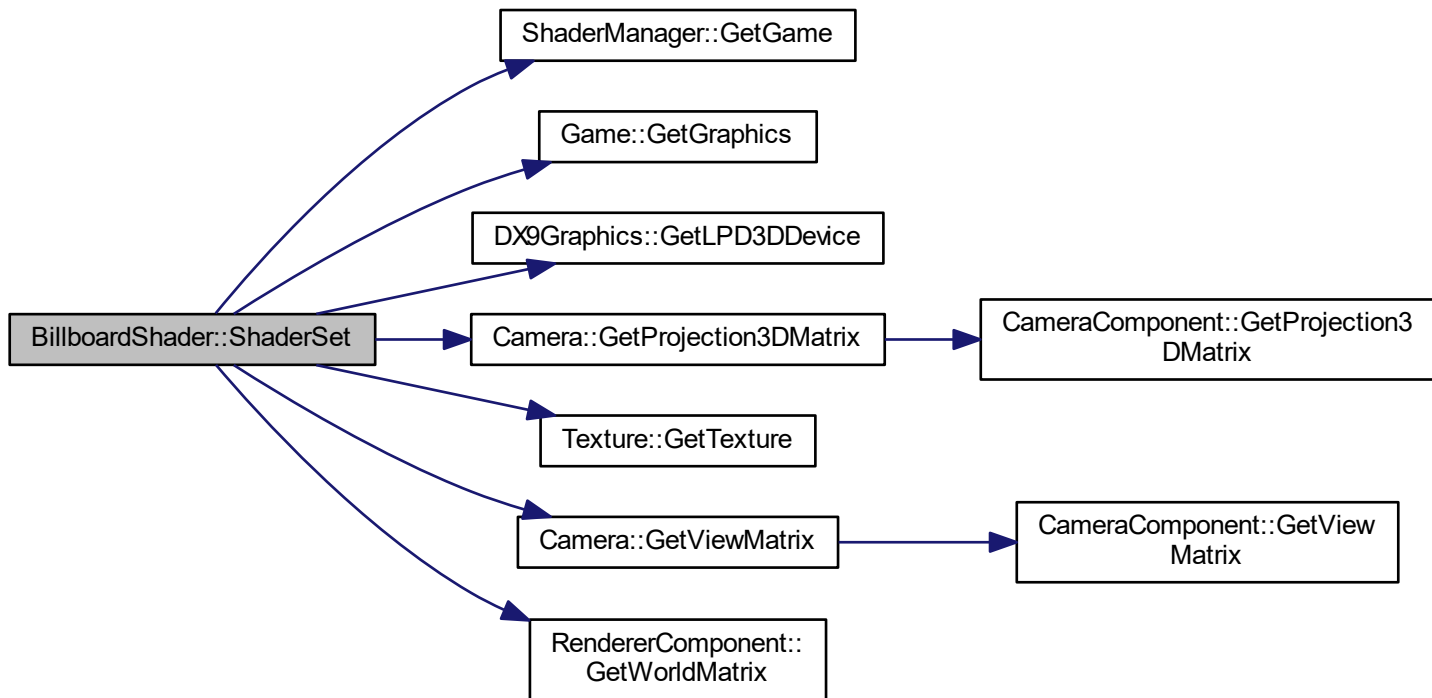 ShaderManager::GetGame
Game::GetGraphics
DX9Graphics::GetLPD3DDevice
BillboardShader::ShaderSet
Camera::GetProjection3DMatrix
CameraComponent::GetProjection3
DMatrix
Texture::GetTexture
Camera::GetViewMatrix
CameraComponent::GetView
Matrix
RendererComponent::
GetWorldMatrix